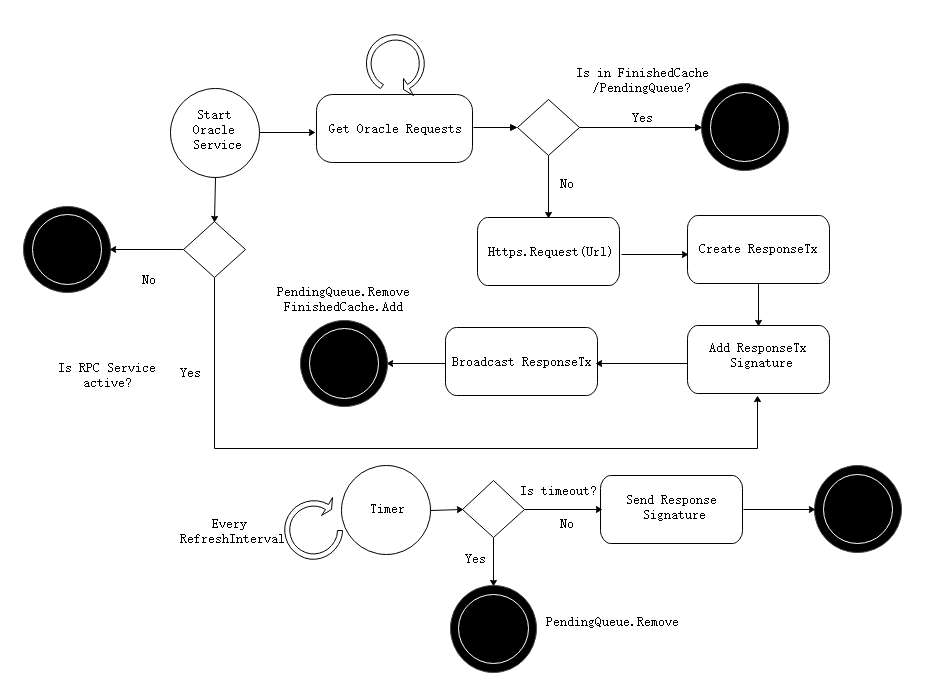 Is in FinishedCache
/PendingQueue?
Start
Oracle
Service
Get Oracle Requests
Yes
No
Https.Request(Url)
Create ResponseTx
No
PendingQueue.Remove
FinishedCache.Add
Is RPC Service
active?
Yes
Broadcast ResponseTx
Add ResponseTx
Signature
Every
RefreshInterval
Timer
Is timeout?
No
Send Response
Signature
Yes
PendingQueue.Remove